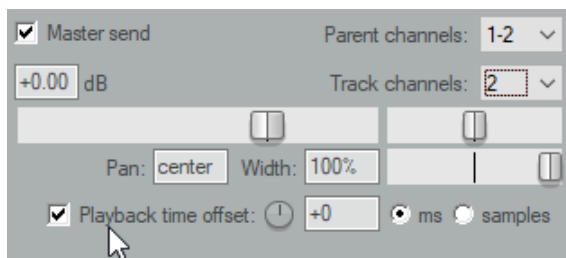 Master send Parent channels: 1-2
+0.00 dB Track channels: 2
Pan: center Width: 100%
Playback time offset: +0 ms samples